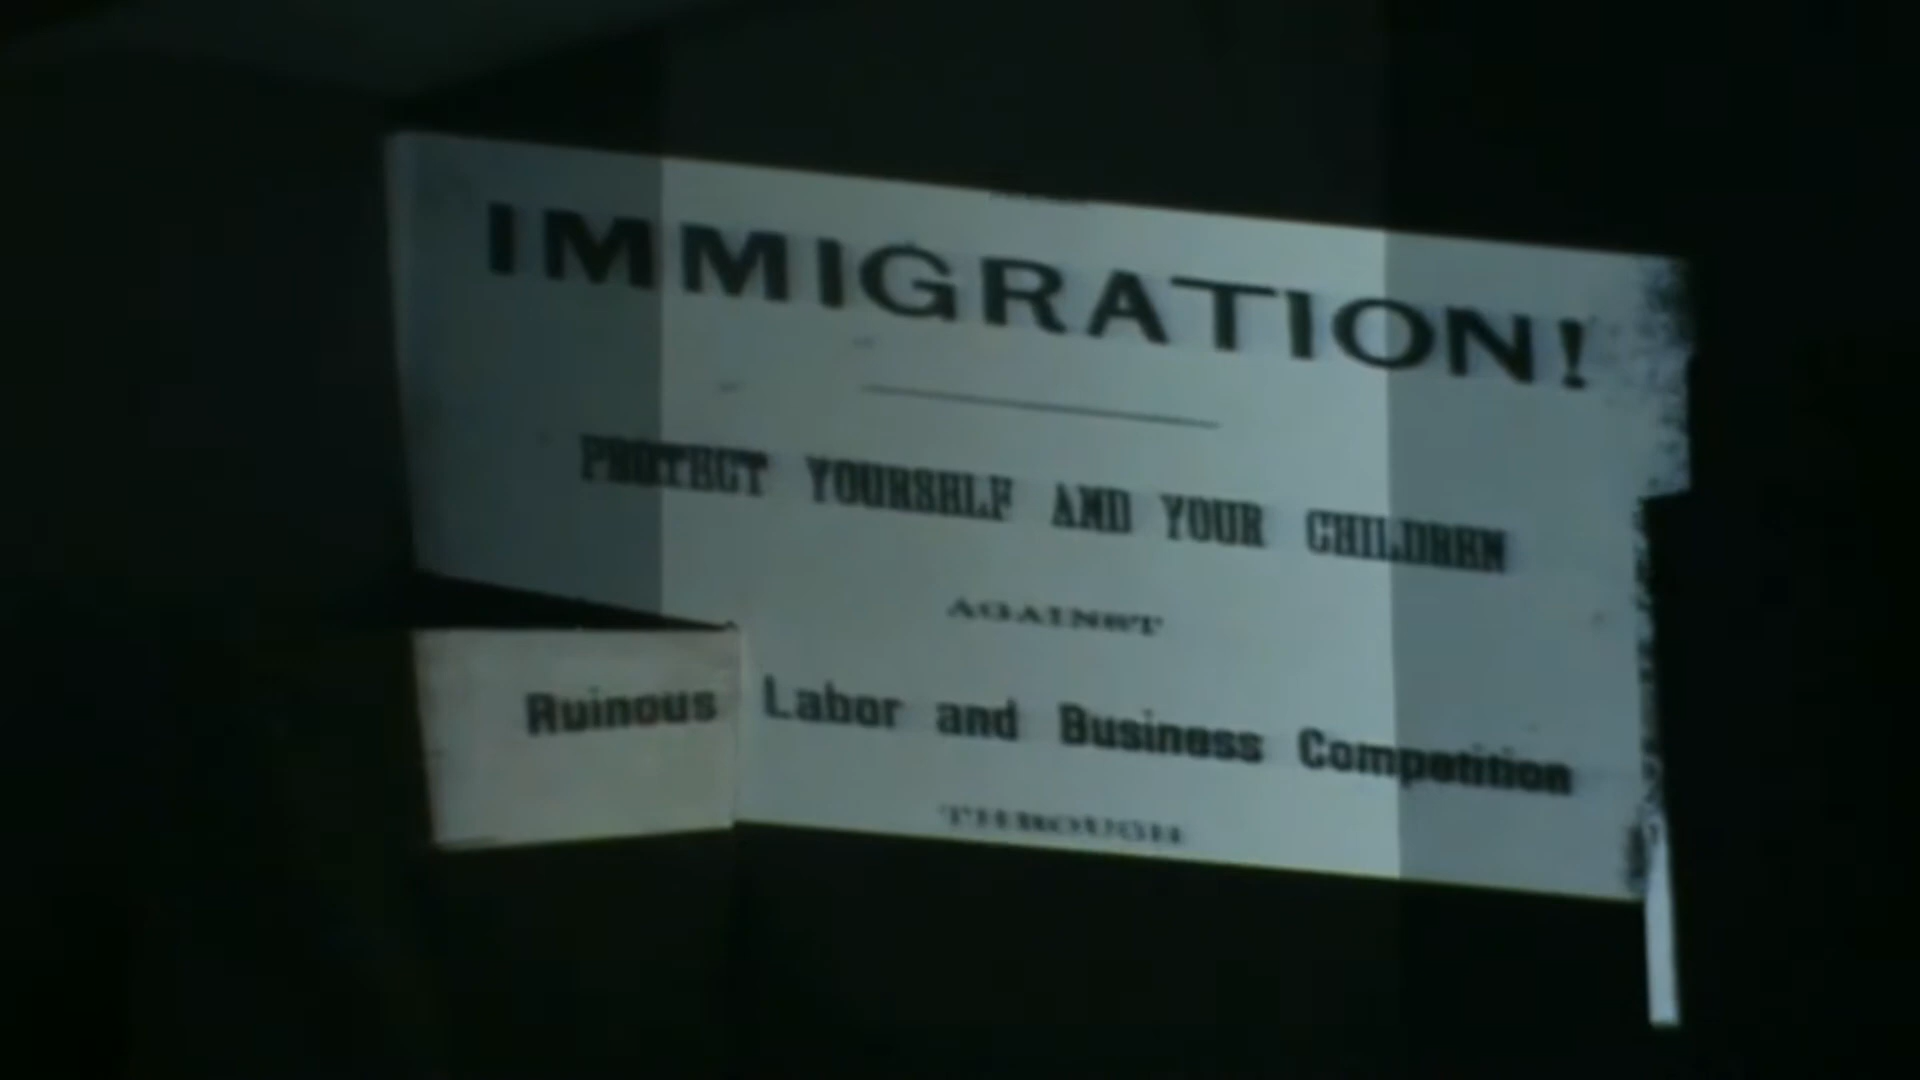 IMMIGRATION!
PROTECT YOURSELF AND YOUR CHILDREN
AGAINST
Ruinous Labor and Business Competition
THROUGH